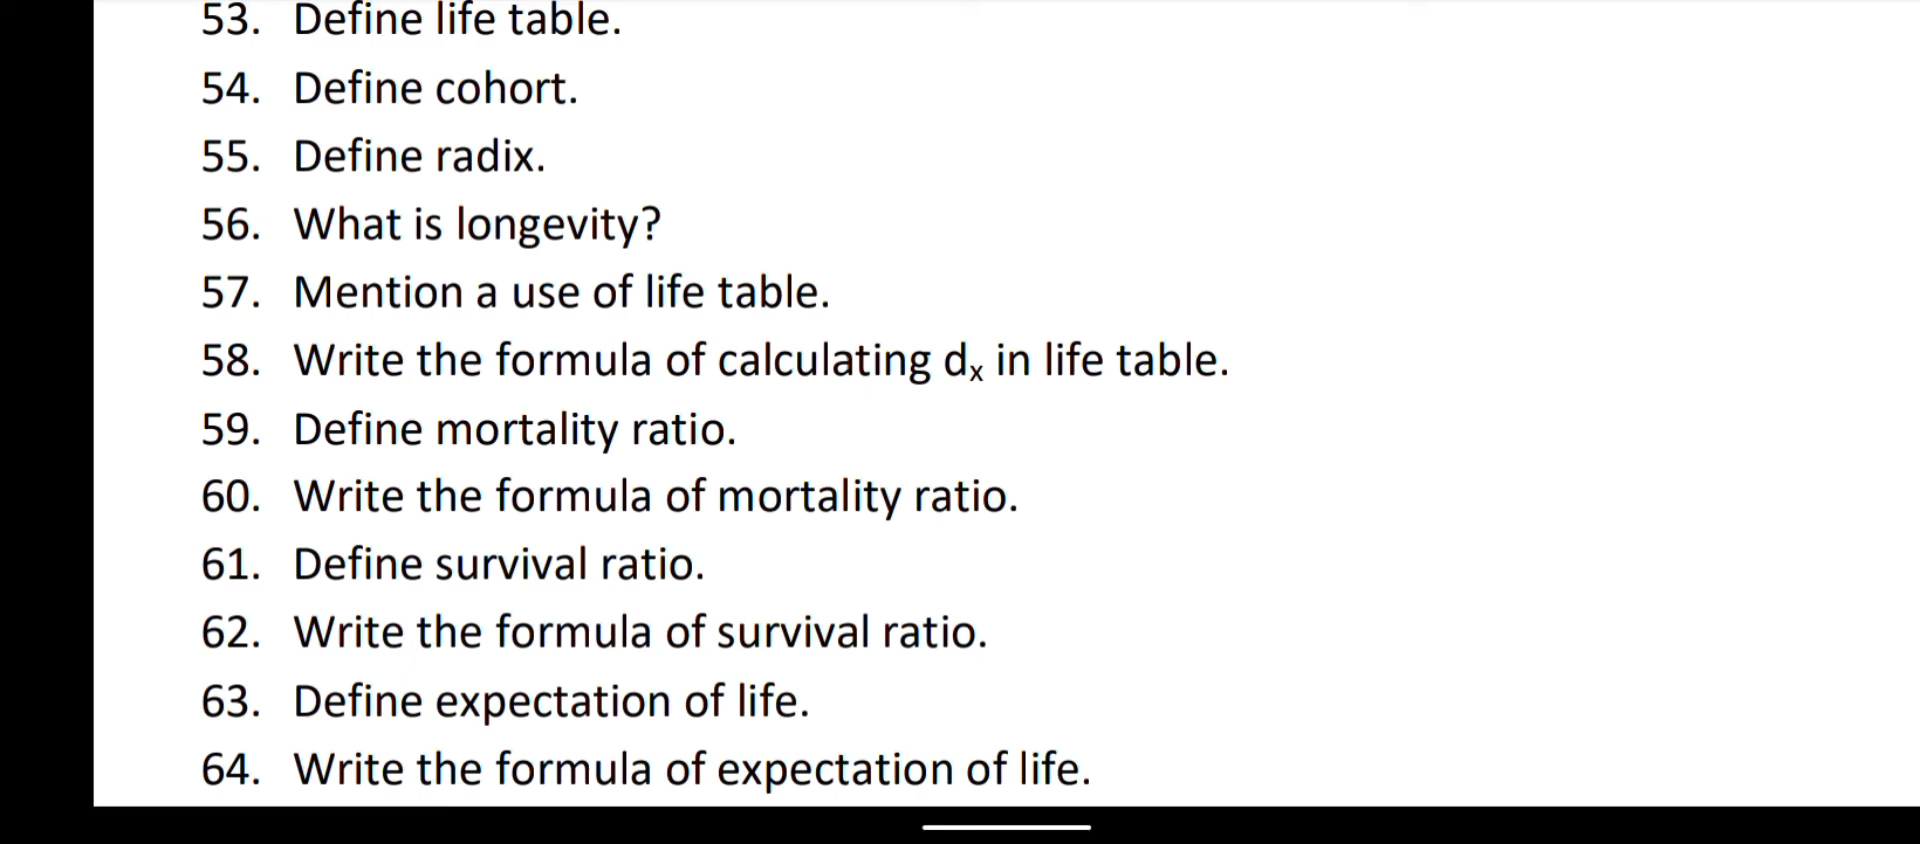 53. Define life table.
54. Define cohort.
55. Define radix.
56. What is longevity?
57. Mention a use of life table.
58. Write the formula of calculating dₓ in life table.
59. Define mortality ratio.
60. Write the formula of mortality ratio.
61. Define survival ratio.
62. Write the formula of survival ratio.
63. Define expectation of life.
64. Write the formula of expectation of life.